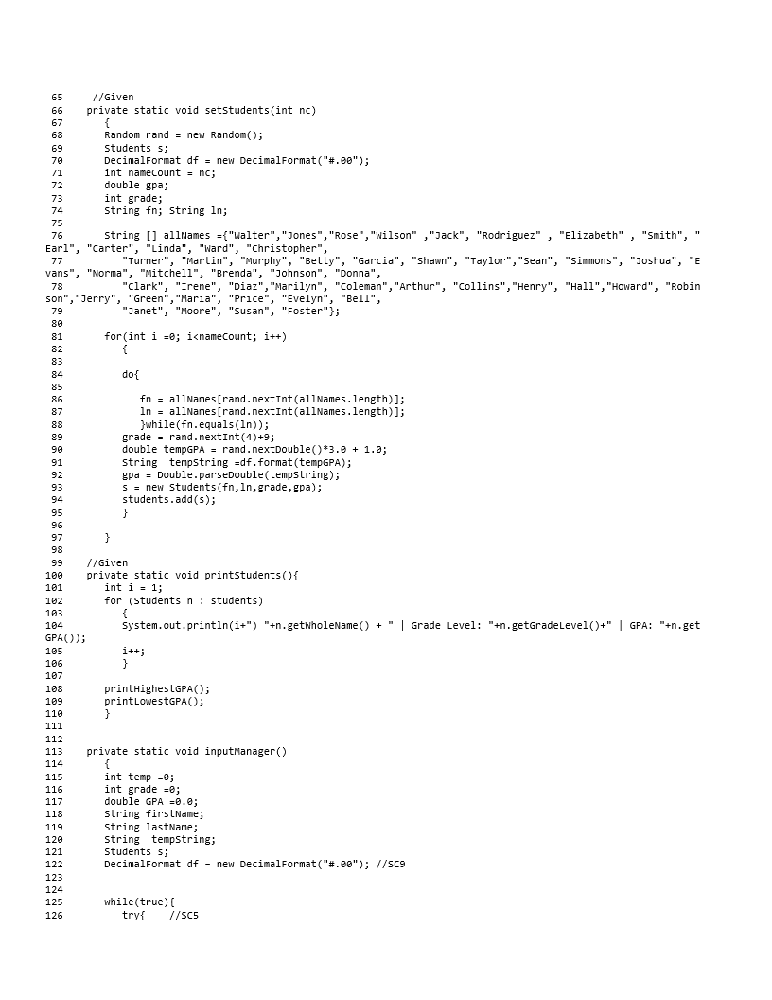 65     //Given
66    private static void setStudents(int nc)
67       {
68       Random rand = new Random();
69       Students s;
70       DecimalFormat df = new DecimalFormat("#.00");
71       int nameCount = nc;
72       double gpa;
73       int grade;
74       String fn; String ln;
75
76       String [] allNames ={"Walter","Jones","Rose","Wilson" ,"Jack", "Rodriguez" , "Elizabeth" , "Smith", "
Earl", "Carter", "Linda", "Ward", "Christopher",
77          "Turner", "Martin", "Murphy", "Betty", "Garcia", "Shawn", "Taylor","Sean", "Simmons", "Joshua", "E
vans", "Norma", "Mitchell", "Brenda", "Johnson", "Donna",
78          "Clark", "Irene", "Diaz","Marilyn", "Coleman","Arthur", "Collins","Henry", "Hall","Howard", "Robin
son","Jerry", "Green","Maria", "Price", "Evelyn", "Bell",
79          "Janet", "Moore", "Susan", "Foster"};
80
81       for(int i =0; i<nameCount; i++)
82          {
83
84          do{
85
86             fn = allNames[rand.nextInt(allNames.length)];
87             ln = allNames[rand.nextInt(allNames.length)];
88             }while(fn.equals(ln));
89          grade = rand.nextInt(4)+9;
90          double tempGPA = rand.nextDouble()*3.0 + 1.0;
91          String  tempString =df.format(tempGPA);
92          gpa = Double.parseDouble(tempString);
93          s = new Students(fn,ln,grade,gpa);
94          students.add(s);
95          }
96
97       }
98
99    //Given
100    private static void printStudents(){
101       int i = 1;
102       for (Students n : students)
103          {
104          System.out.println(i+") "+n.getWholeName() + " | Grade Level: "+n.getGradeLevel()+" | GPA: "+n.get
GPA());
105          i++;
106          }
107
108       printHighestGPA();
109       printLowestGPA();
110       }
111
112
113    private static void inputManager()
114       {
115       int temp =0;
116       int grade =0;
117       double GPA =0.0;
118       String firstName;
119       String lastName;
120       String  tempString;
121       Students s;
122       DecimalFormat df = new DecimalFormat("#.00"); //SC9
123
124
125       while(true){
126          try{    //SC5